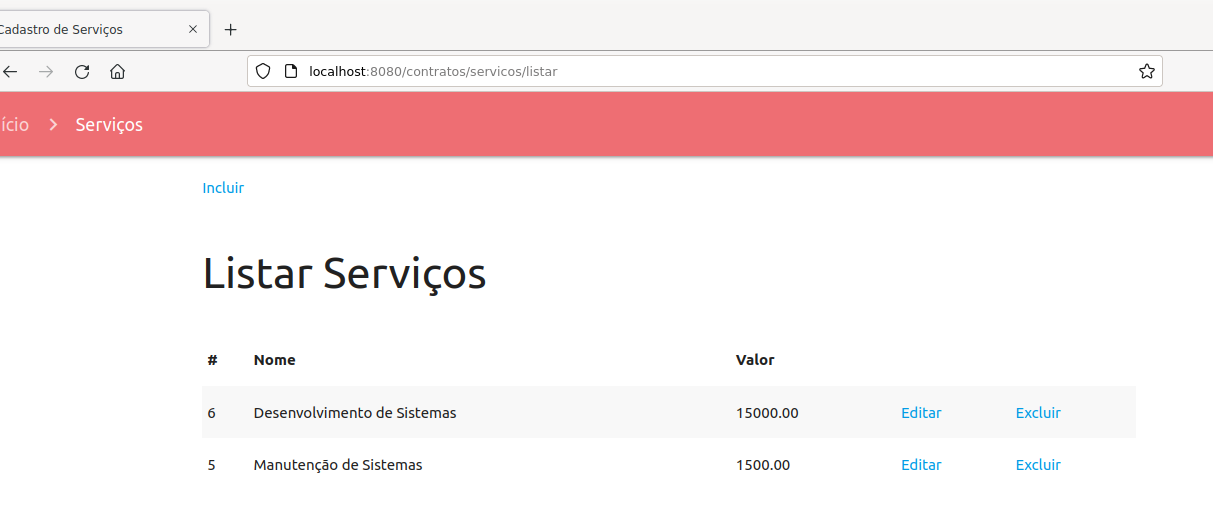 Cadastro de Serviços
localhost:8080/contratos/servicos/listar
ício Serviços
Incluir
Listar Serviços
# Nome Valor
6 Desenvolvimento de Sistemas 15000.00 Editar Excluir
5 Manutenção de Sistemas 1500.00 Editar Excluir